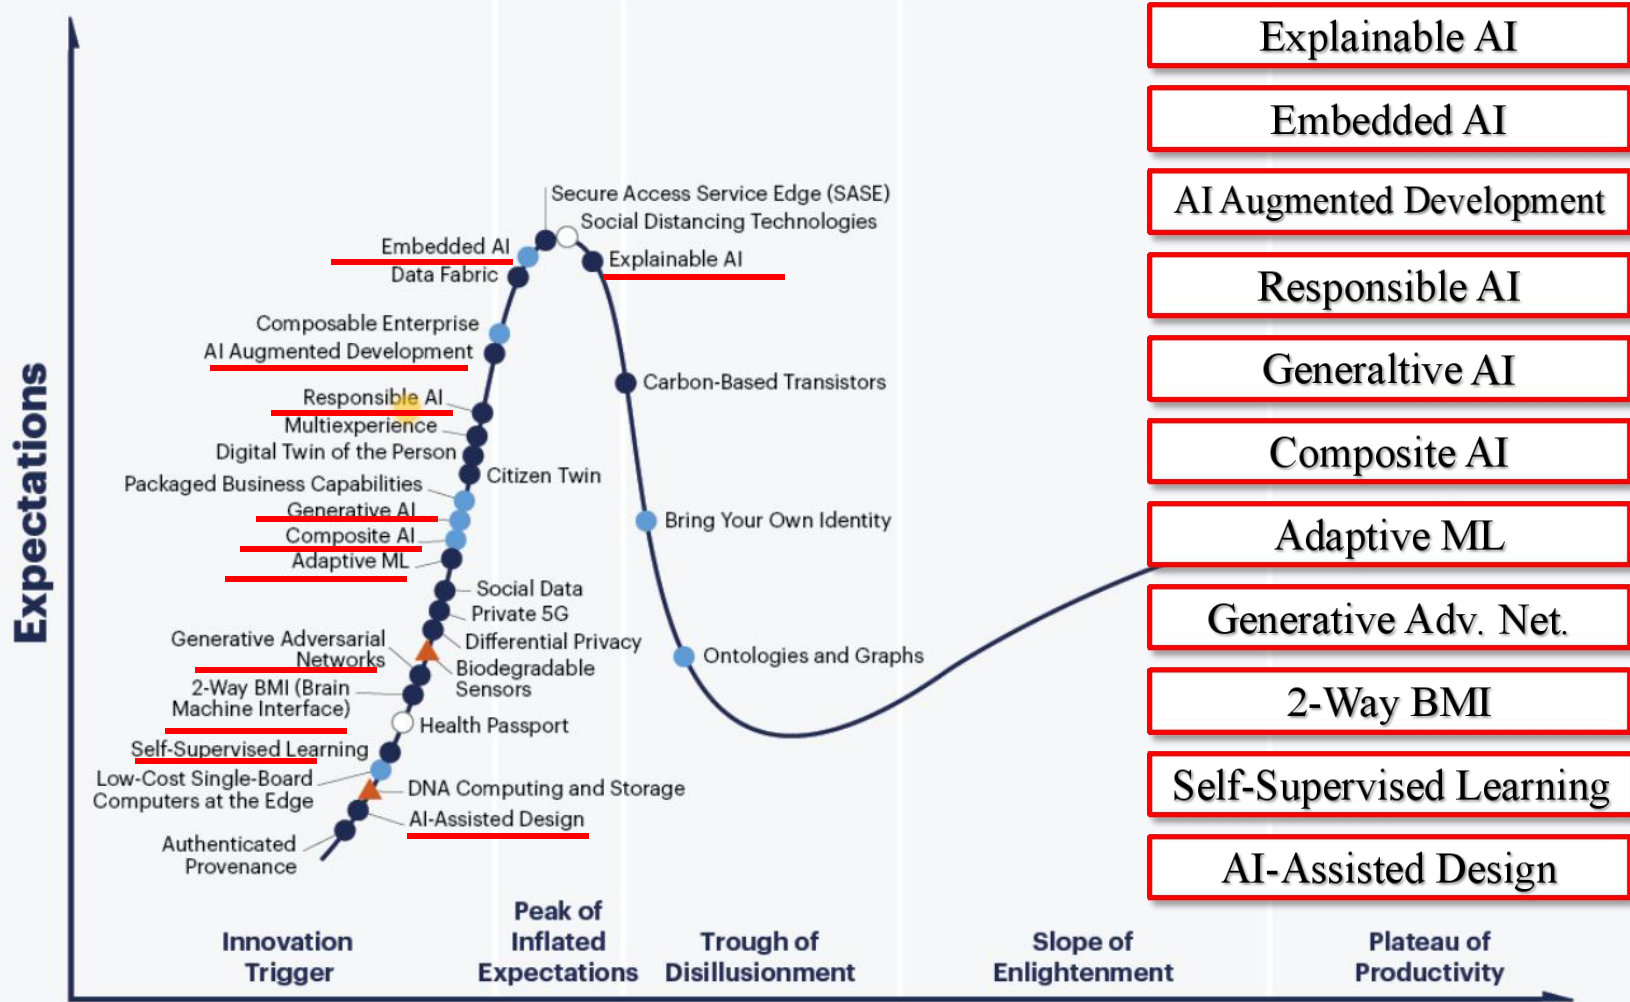 Expectations
Secure Access Service Edge (SASE)
Social Distancing Technologies
Embedded AI
Explainable AI
Data Fabric
Composable Enterprise
AI Augmented Development
Carbon-Based Transistors
Responsible AI
Multiexperience
Digital Twin of the Person
Citizen Twin
Packaged Business Capabilities
Generative AI
Bring Your Own Identity
Composite AI
Adaptive ML
Social Data
Private 5G
Differential Privacy
Generative Adversarial
Networks
Ontologies and Graphs
Biodegradable
Sensors
2-Way BMI (Brain
Machine Interface)
Health Passport
Self-Supervised Learning
Low-Cost Single-Board
Computers at the Edge
DNA Computing and Storage
AI-Assisted Design
Authenticated
Provenance
Innovation
Trigger
Peak of
Inflated
Expectations
Trough of
Disillusionment
Slope of
Enlightenment
Plateau of
Productivity
Explainable AI
Embedded AI
AI Augmented Development
Responsible AI
Generaltive AI
Composite AI
Adaptive ML
Generative Adv. Net.
2-Way BMI
Self-Supervised Learning
AI-Assisted Design